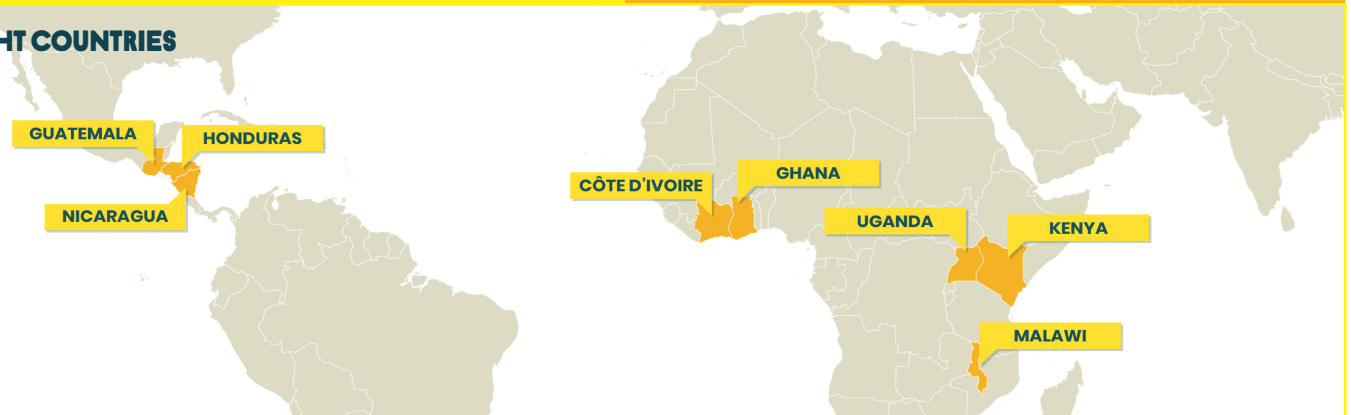 HT COUNTRIES
GUATEMALA
HONDURAS
NICARAGUA
CÔTE D'IVOIRE
GHANA
UGANDA
KENYA
MALAWI